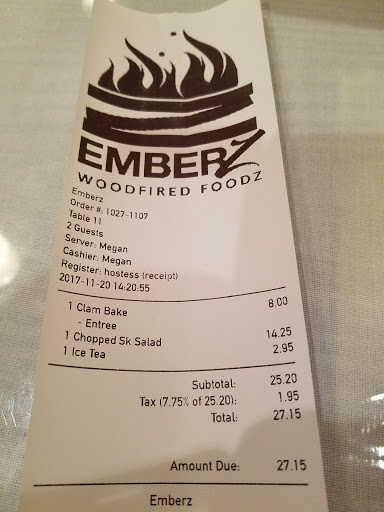 EMBERZ
WOODFIRED FOODZ
Emberz
Order #: 1027-1107
Table 11
2 Guests
Server: Megan
Cashier: Megan
Register: hostess (receipt)
2017-11-20 14:20:55
1 Clam Bake 8.00
- Entree
1 Chopped Sk Salad 14.25
1 Ice Tea 2.95
Subtotal: 25.20
Tax (7.75% of 25.20): 1.95
Total: 27.15
Amount Due: 27.15
Emberz